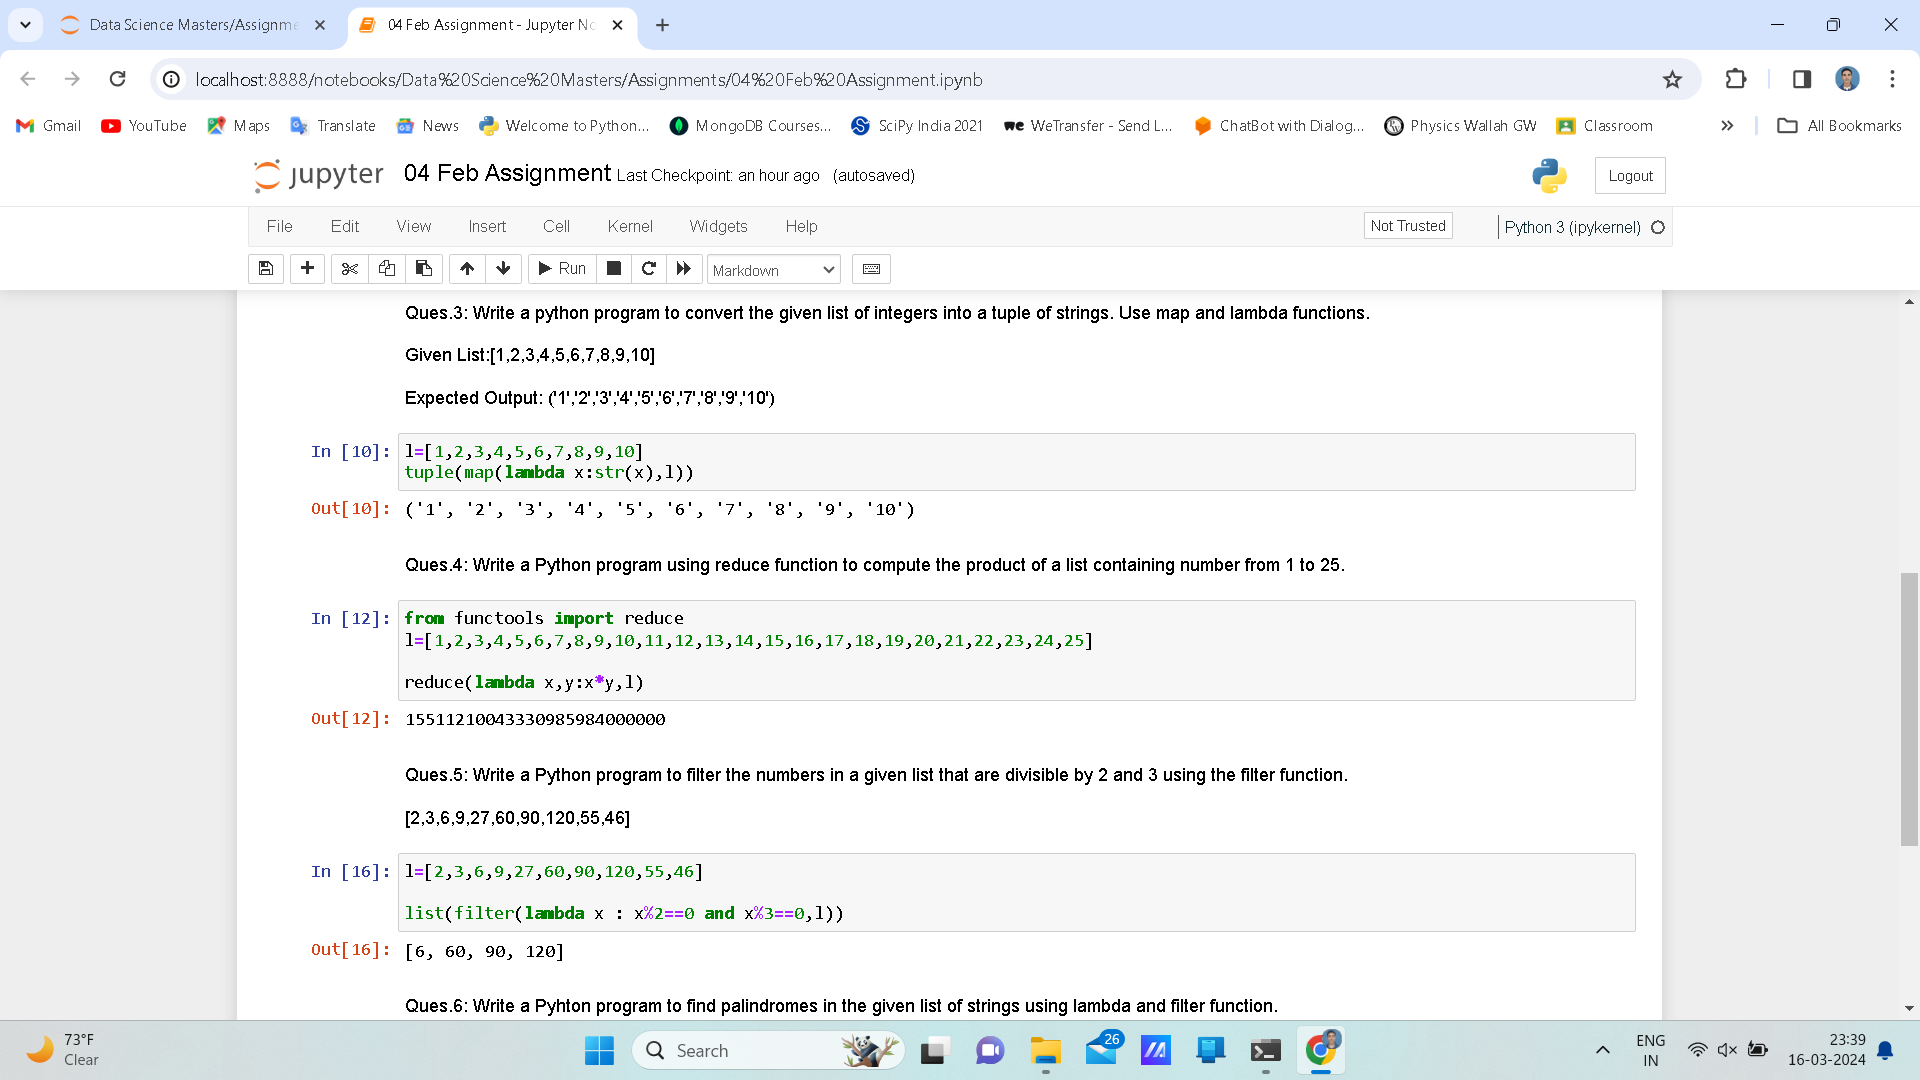 Data Science Masters/Assignme
04 Feb Assignment - Jupyter No
localhost:8888/notebooks/Data%20Science%20Masters/Assignments/04%20Feb%20Assignment.ipynb
Gmail YouTube Maps Translate News Welcome to Python... MongoDB Courses... SciPy India 2021 WeTransfer - Send L... ChatBot with Dialog... Physics Wallah GW Classroom All Bookmarks
jupyter 04 Feb Assignment Last Checkpoint: an hour ago (autosaved)
Logout
File Edit View Insert Cell Kernel Widgets Help Not Trusted Python 3 (ipykernel)
Run Markdown
Ques.3: Write a python program to convert the given list of integers into a tuple of strings. Use map and lambda functions.
Given List:[1,2,3,4,5,6,7,8,9,10]
Expected Output: ('1','2','3','4','5','6','7','8','9','10')
In [10]: l=[1,2,3,4,5,6,7,8,9,10]
tuple(map(lambda x:str(x),l))
Out[10]: ('1', '2', '3', '4', '5', '6', '7', '8', '9', '10')
Ques.4: Write a Python program using reduce function to compute the product of a list containing number from 1 to 25.
In [12]: from functools import reduce
l=[1,2,3,4,5,6,7,8,9,10,11,12,13,14,15,16,17,18,19,20,21,22,23,24,25]
reduce(lambda x,y:x*y,l)
Out[12]: 15511210043330985984000000
Ques.5: Write a Python program to filter the numbers in a given list that are divisible by 2 and 3 using the filter function.
[2,3,6,9,27,60,90,120,55,46]
In [16]: l=[2,3,6,9,27,60,90,120,55,46]
list(filter(lambda x : x%2==0 and x%3==0,l))
Out[16]: [6, 60, 90, 120]
Ques.6: Write a Pyhton program to find palindromes in the given list of strings using lambda and filter function.
73°F
Clear
Search
26
ENG
IN
23:39
16-03-2024